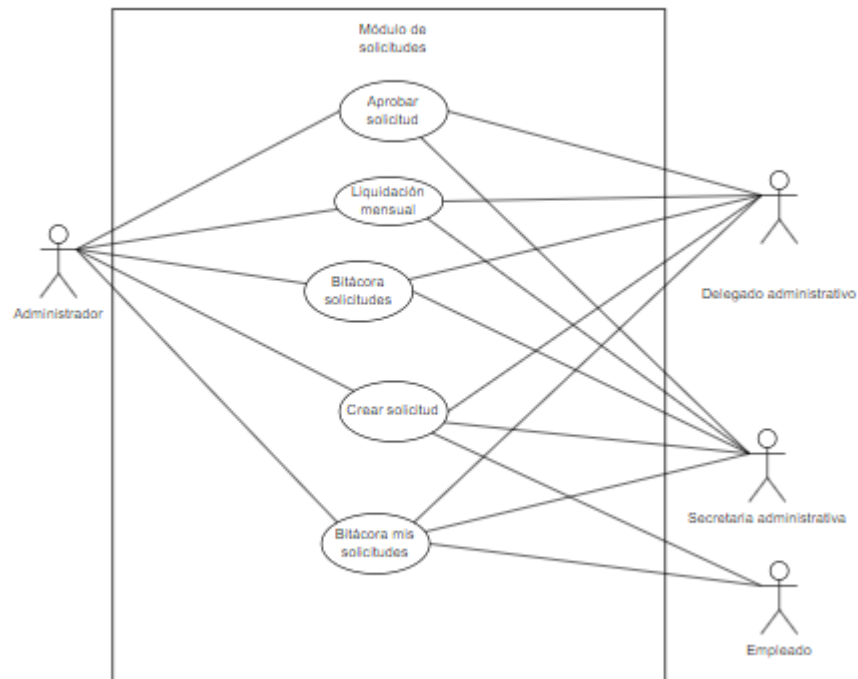 Módulo de
solicitudes
Aprobar
solicitud
Liquidación
mensual
Bitácora
solicitudes
Administrador
Delegado administrativo
Crear solicitud
Secretaria administrativa
Bitácora mis
solicitudes
Empleado